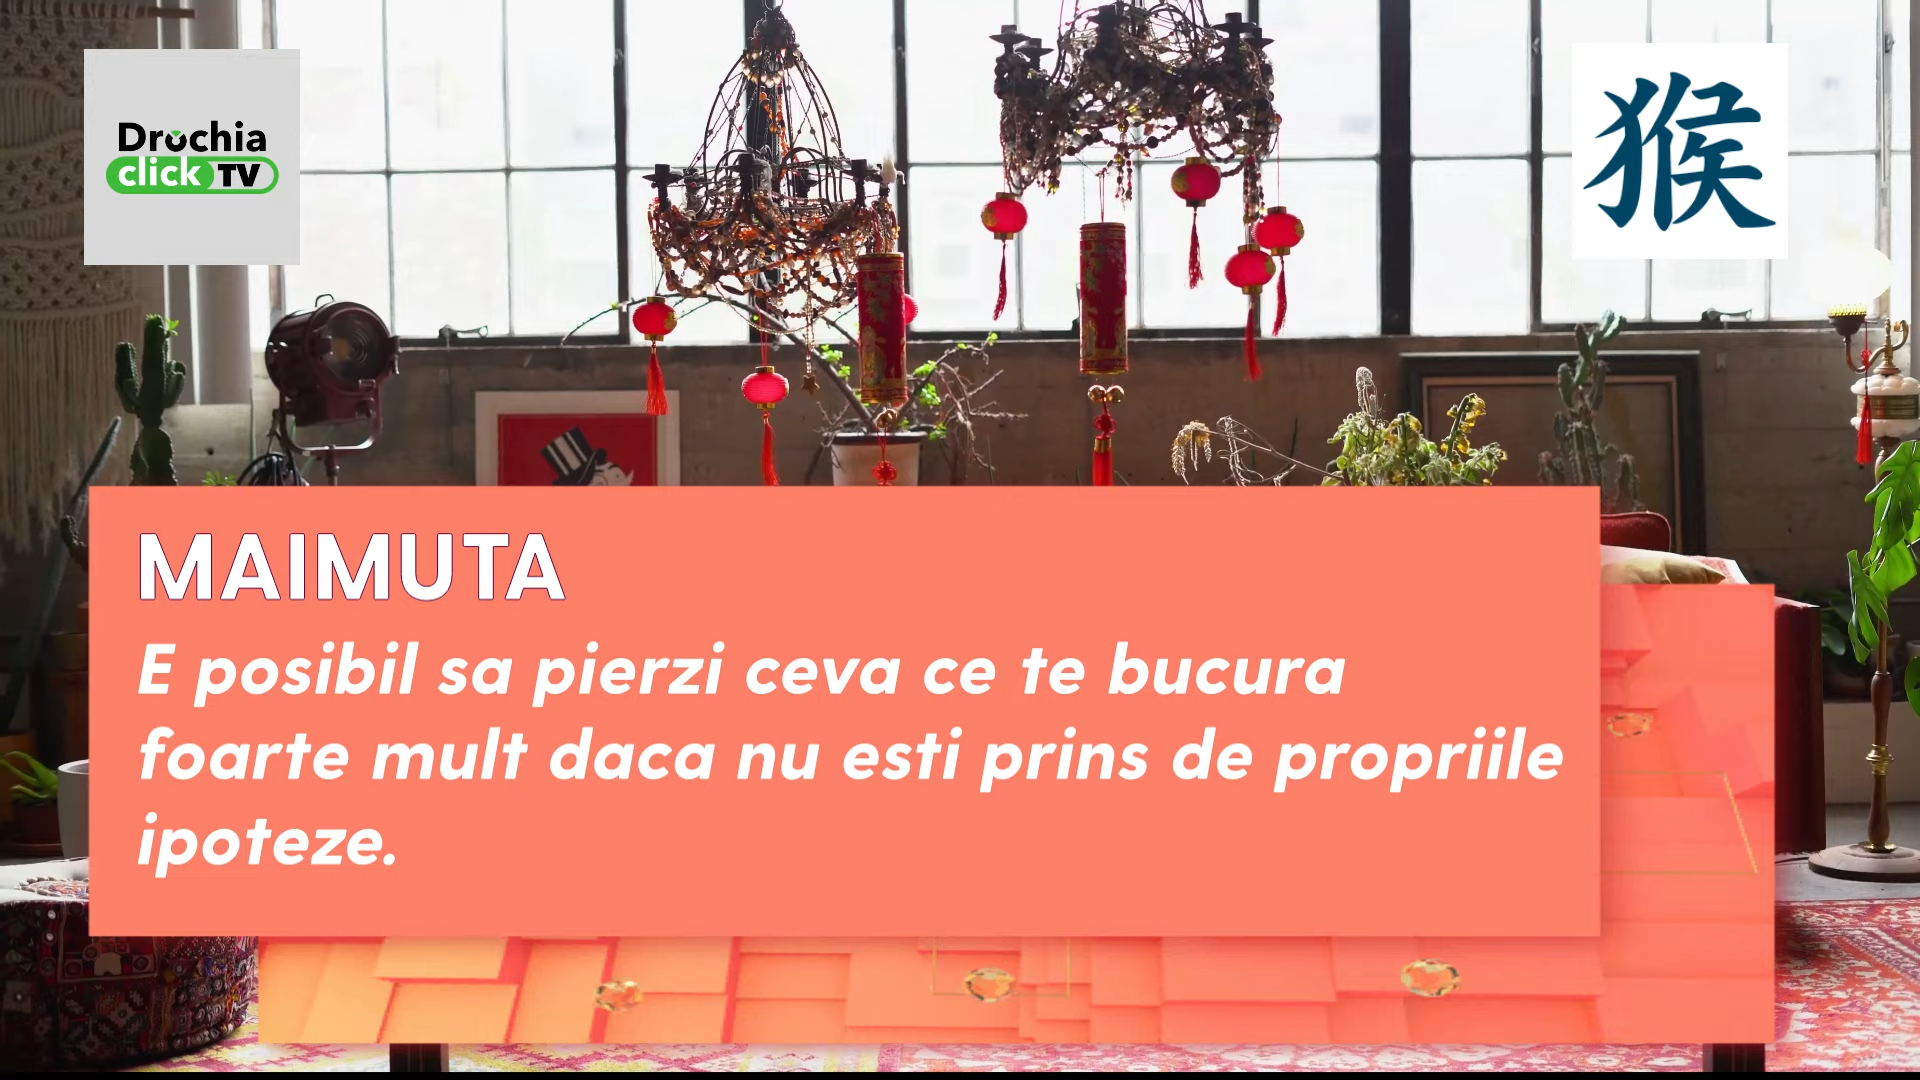 Drochia
click TV
猴
MAIMUTA
E posibil sa pierzi ceva ce te bucura
foarte mult daca nu esti prins de propriile
ipoteze.